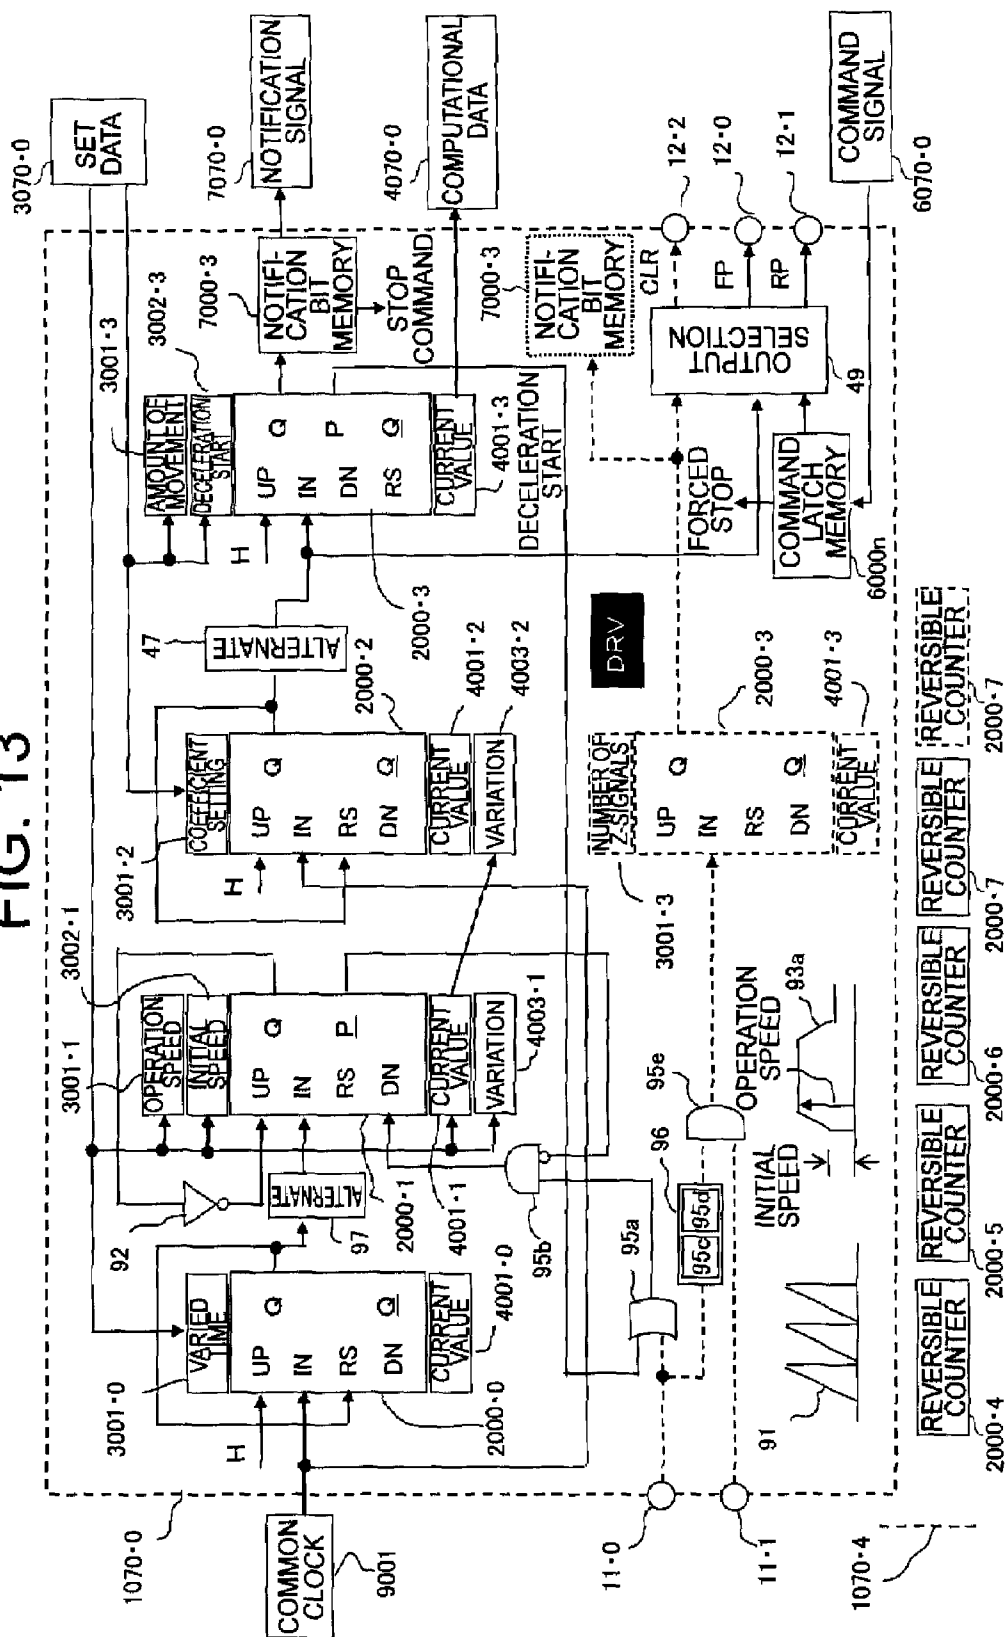 FIG. 13
3070·0
SET
DATA
7070·0
NOTIFICATION
SIGNAL
4070·0
COMPUTATIONAL
DATA
COMMAND
SIGNAL
6070·0
1070·0
COMMON
CLOCK
9001
3001·0
VARIED
TIME
H
UP
IN
RS
DN
Q
Q
CURRENT
VALUE
2000·0
4001·0
92
ALTERNATE
97
3001·1
3002·1
OPERATION
SPEED
INITIAL
SPEED
UP
IN
RS
DN
Q
P
CURRENT
VALUE
VARIATION
2000·1
4001·1
4003·1
95b
95a
3001·2
COEFFICIENT
SETTING
H
UP
IN
RS
DN
Q
Q
CURRENT
VALUE
VARIATION
2000·2
4001·2
4003·2
47
ALTERNATE
3001·3
3002·3
AMOUNT OF
MOVEMENT
DECELERATION
START
H
UP
IN
DN
RS
Q
P
Q
CURRENT
VALUE
2000·3
4001·3
DECELERATION
START
7000·3
NOTIFI-
CATION
BIT
MEMORY
STOP
COMMAND
7000·3
NOTIFI-
CATION
BIT
MEMORY
CLR
FP
RP
12·2
12·0
12·1
OUTPUT
SELECTION
49
FORCED
STOP
COMMAND
LATCH
MEMORY
6000n
DRV
3001·3
NUMBER OF
Z-SIGNALS
UP
IN
RS
DN
Q
Q
CURRENT
VALUE
2000·3
4001·3
96
95c
95d
95e
11·0
11·1
91
INITIAL
SPEED
OPERATION
SPEED
93a
1070·4
REVERSIBLE
COUNTER
2000·4
REVERSIBLE
COUNTER
2000·5
REVERSIBLE
COUNTER
2000·6
REVERSIBLE
COUNTER
2000·7
REVERSIBLE
COUNTER
2000·7